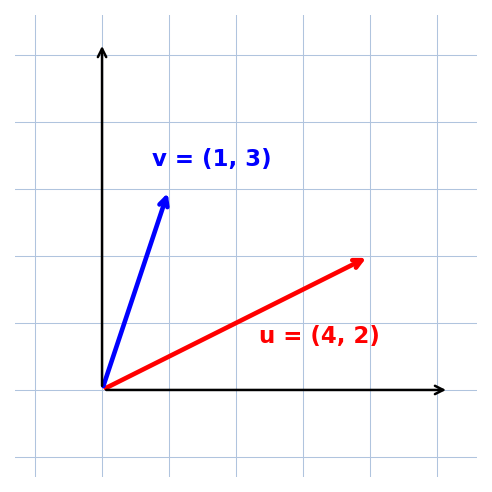 v = (1, 3)
u = (4, 2)